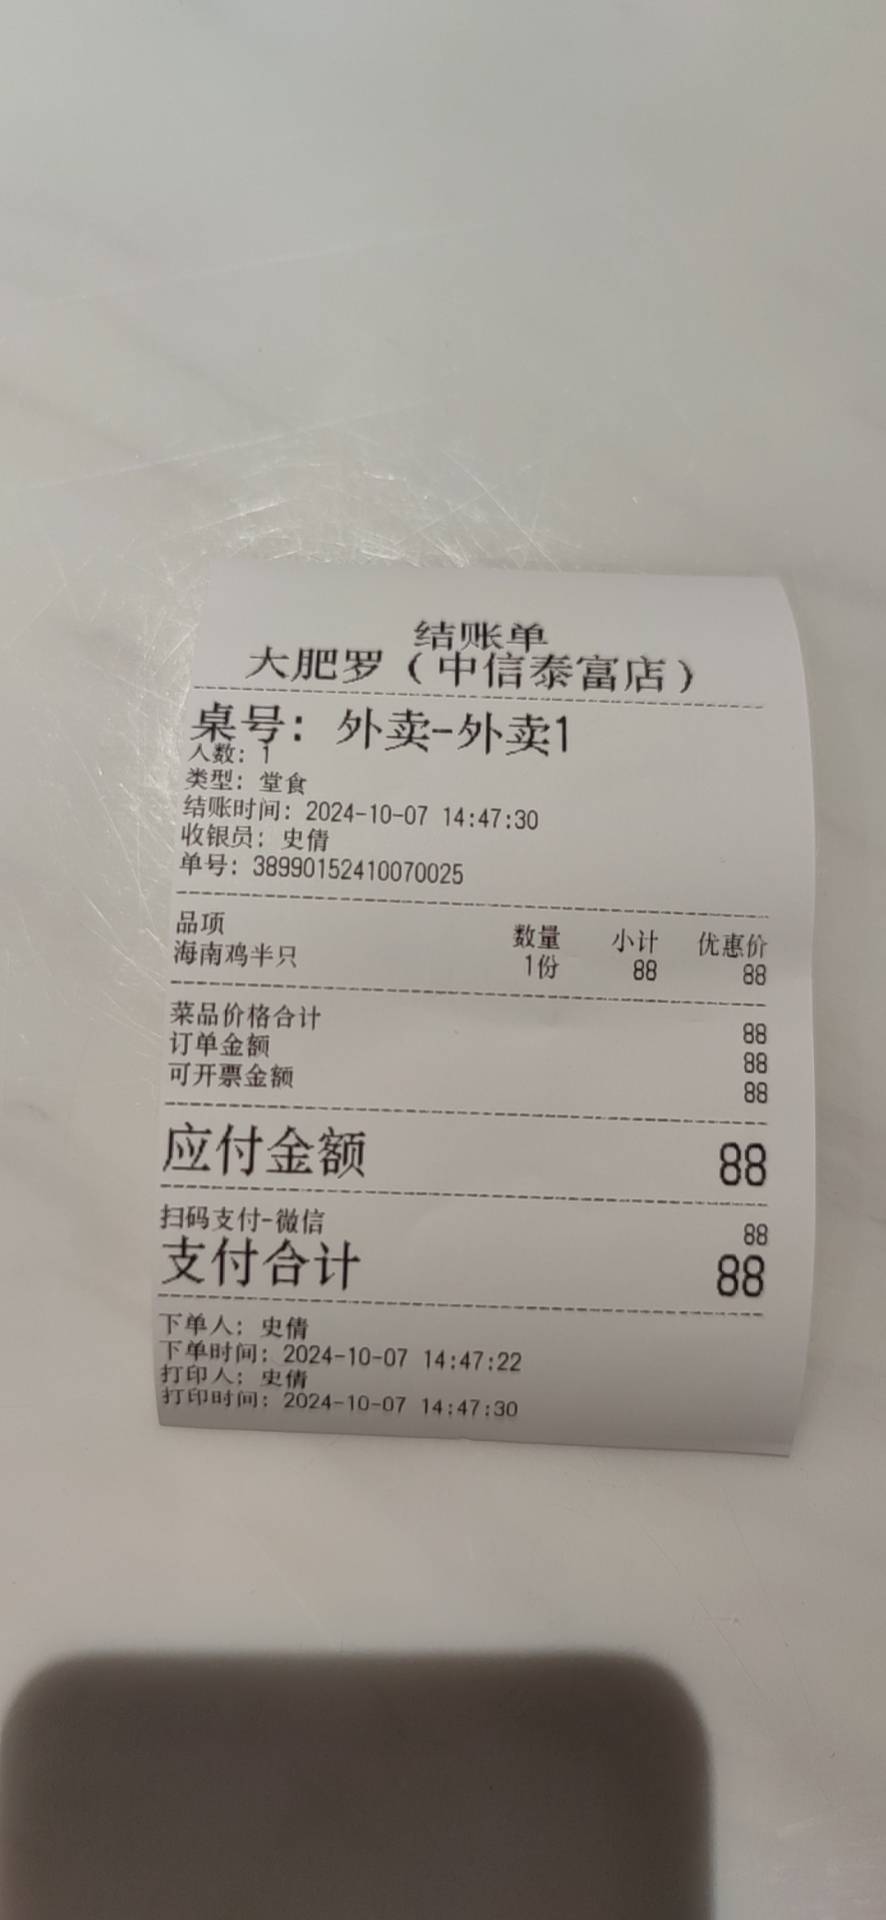 结账单
大肥罗（中信泰富店）
桌号：外卖-外卖1
人数：1
类型：堂食
结账时间：2024-10-07 14:47:30
收银员：史倩
单号：38990152410070025
品项 数量 小计 优惠价
海南鸡半只 1份 88 88
菜品价格合计 88
订单金额 88
可开票金额 88
应付金额 88
扫码支付-微信 88
支付合计 88
下单人：史倩
下单时间：2024-10-07 14:47:22
打印人：史倩
打印时间：2024-10-07 14:47:30